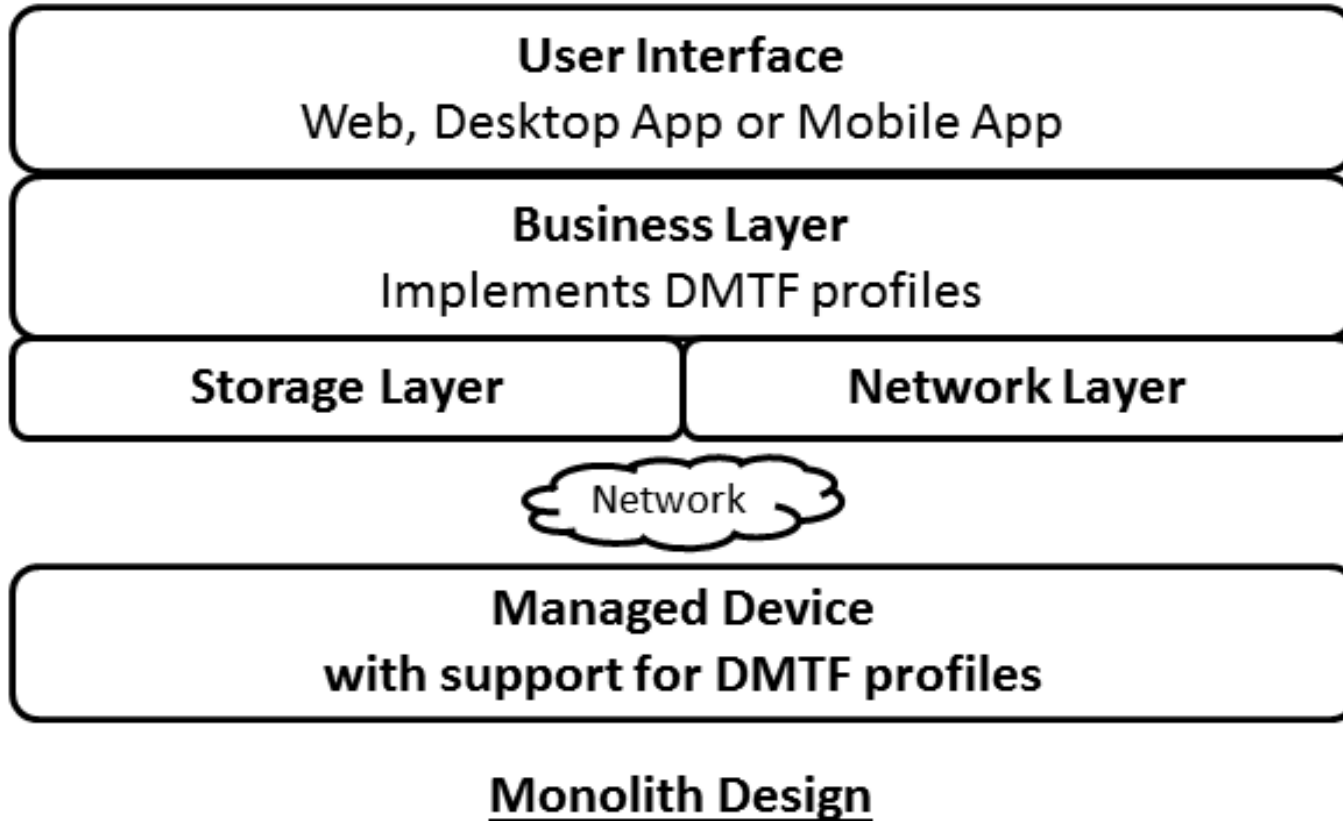 User Interface
Web, Desktop App or Mobile App
Business Layer
Implements DMTF profiles
Storage Layer
Network Layer
Network
Managed Device
with support for DMTF profiles
Monolith Design